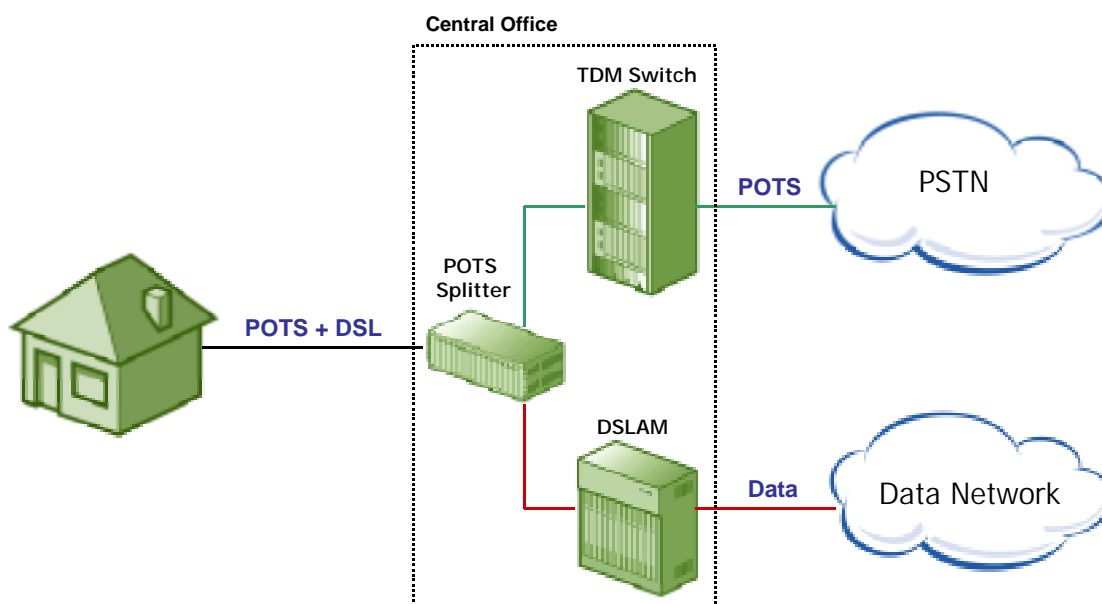 Central Office
TDM Switch
POTS
PSTN
POTS
Splitter
POTS + DSL
DSLAM
Data
Data Network